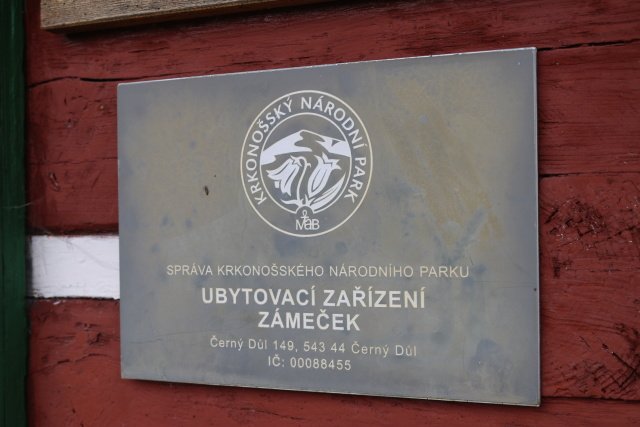 KRKONOŠSKÝ NÁRODNÍ PARK
MaB
SPRÁVA KRKONOŠSKÉHO NÁRODNÍHO PARKU
UBYTOVACÍ ZAŘÍZENÍ
ZÁMEČEK
Černý Důl 149, 543 44 Černý Důl
IČ: 00088455